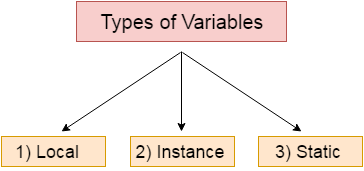 Types of Variables
1) Local
2) Instance
3) Static